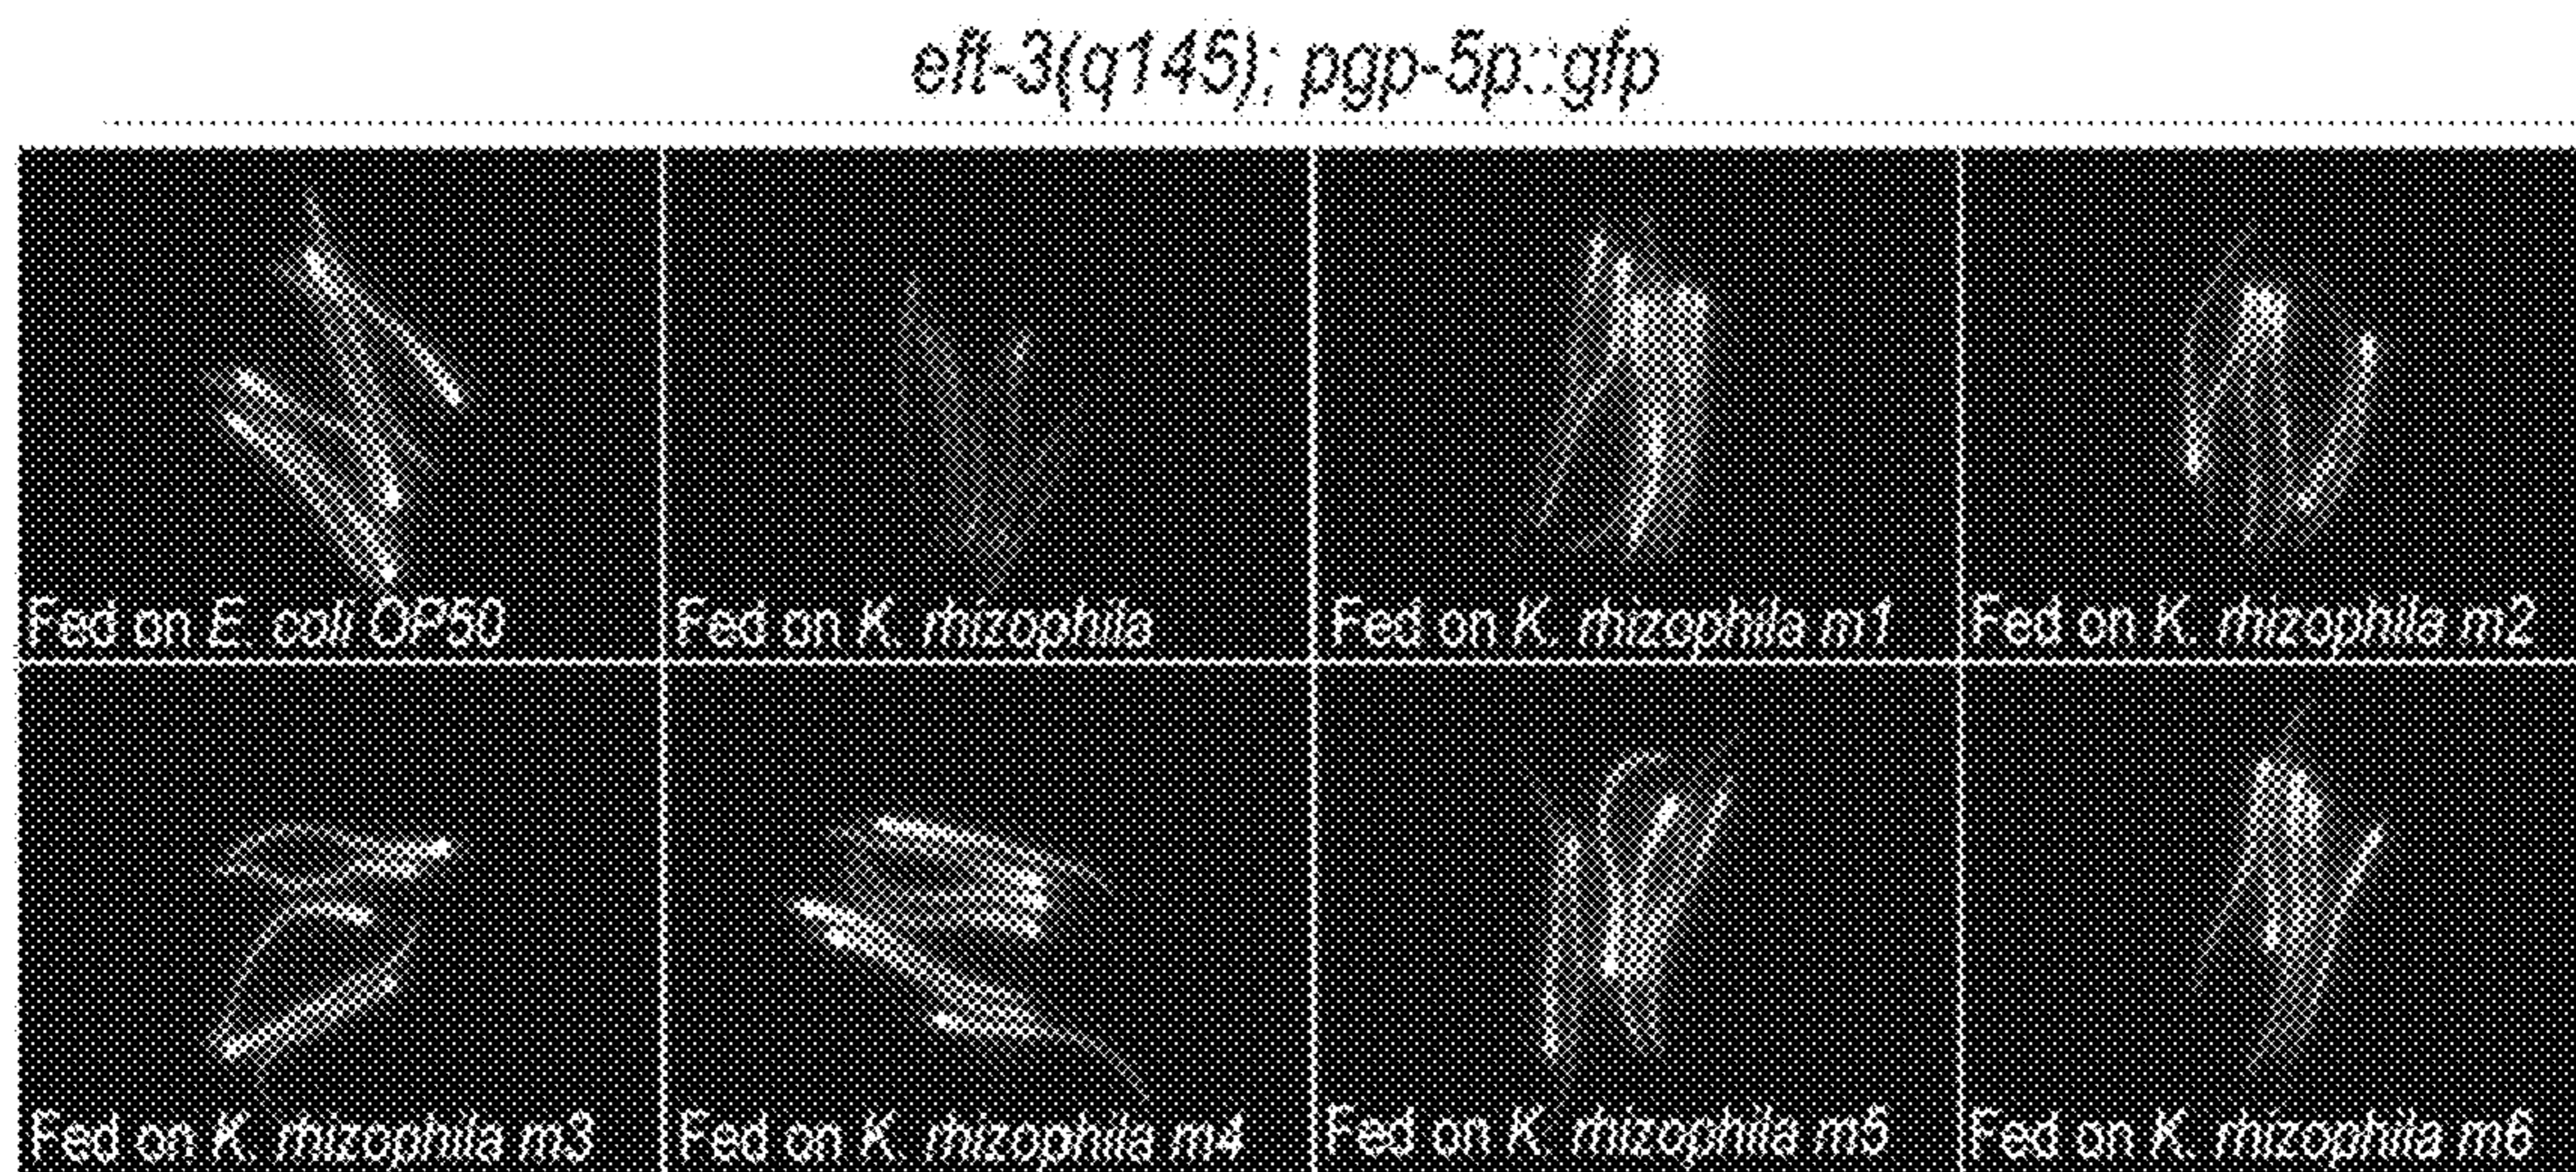 eft-3(q145); pgp-5p::gfp
Fed on E. coli OP50
Fed on K. rhizophila
Fed on K. rhizophila m1
Fed on K. rhizophila m2
Fed on K. rhizophila m3
Fed on K. rhizophila m4
Fed on K rhizophila m5
Fed on K. rhizophila m6